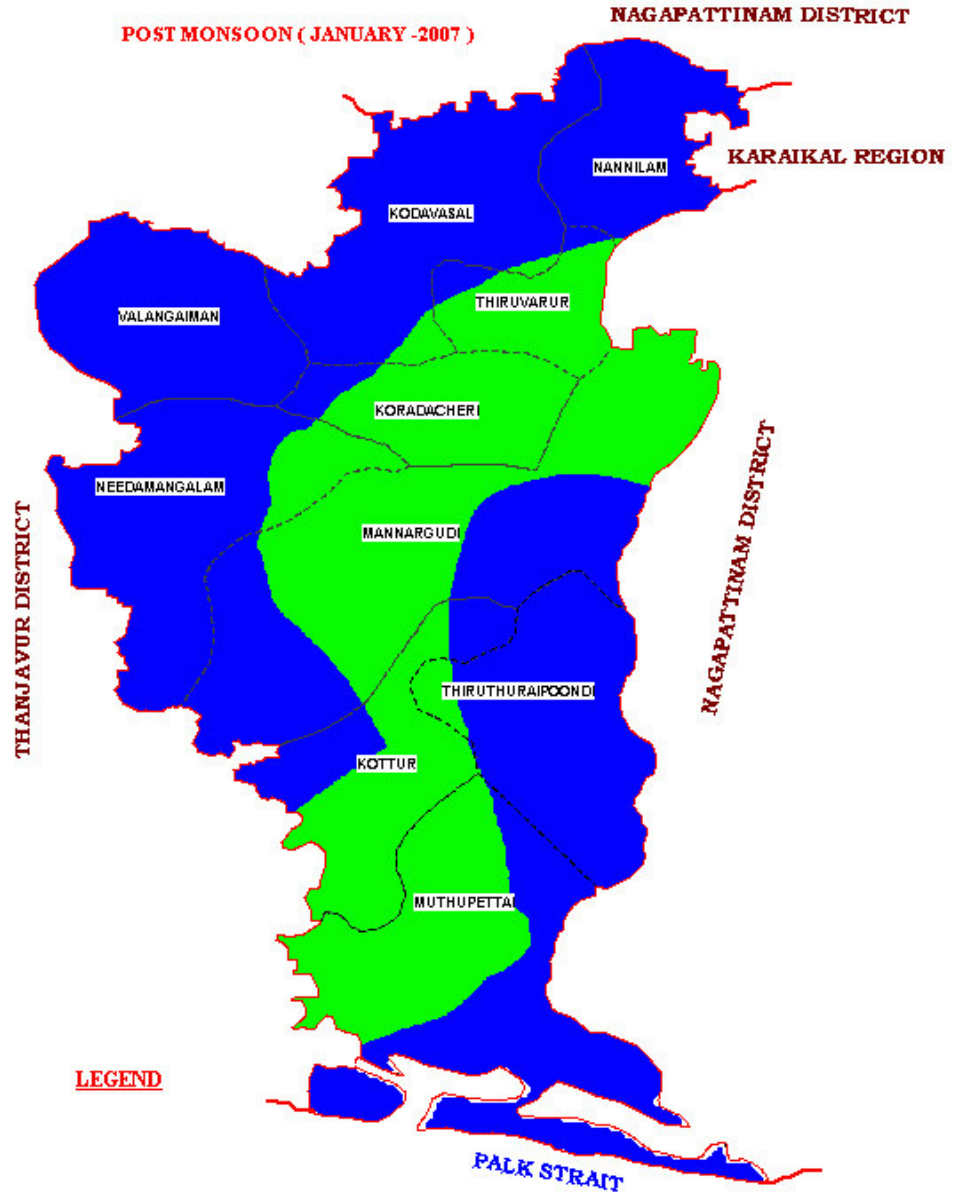 NAGAPATTINAM DISTRICT
POST MONSOON ( JANUARY -2007 )
KARAIKAL REGION
NANNILAM
KODAVASAL
THIRUVARUR
VALANGAIMAN
KORADACHERI
NEEDAMANGALAM
MANNARGUDI
THANJAVUR DISTRICT
NAGAPATTINAM DISTRICT
THIRUTHURAIPOONDI
KOTTUR
MUTHUPETTAI
LEGEND
PALK STRAIT